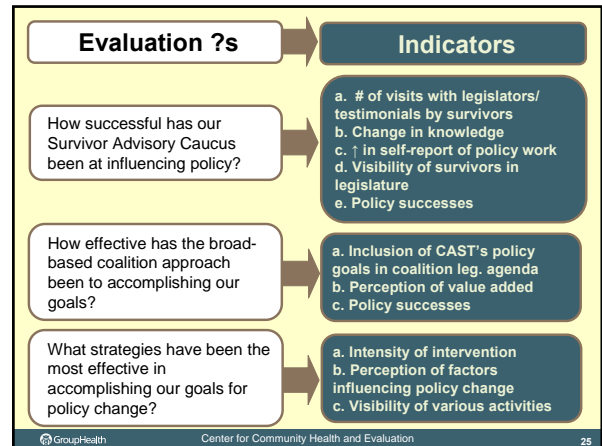 Evaluation ?s
Indicators
How successful has our
Survivor Advisory Caucus
been at influencing policy?
a. # of visits with legislators/
testimonials by survivors
b. Change in knowledge
c. ↑ in self-report of policy work
d. Visibility of survivors in
legislature
e. Policy successes
How effective has the broad-
based coalition approach
been to accomplishing our
goals?
a. Inclusion of CAST's policy
goals in coalition leg. agenda
b. Perception of value added
c. Policy successes
What strategies have been the
most effective in
accomplishing our goals for
policy change?
a. Intensity of intervention
b. Perception of factors
influencing policy change
c. Visibility of various activities
GroupHealth
Center for Community Health and Evaluation
25